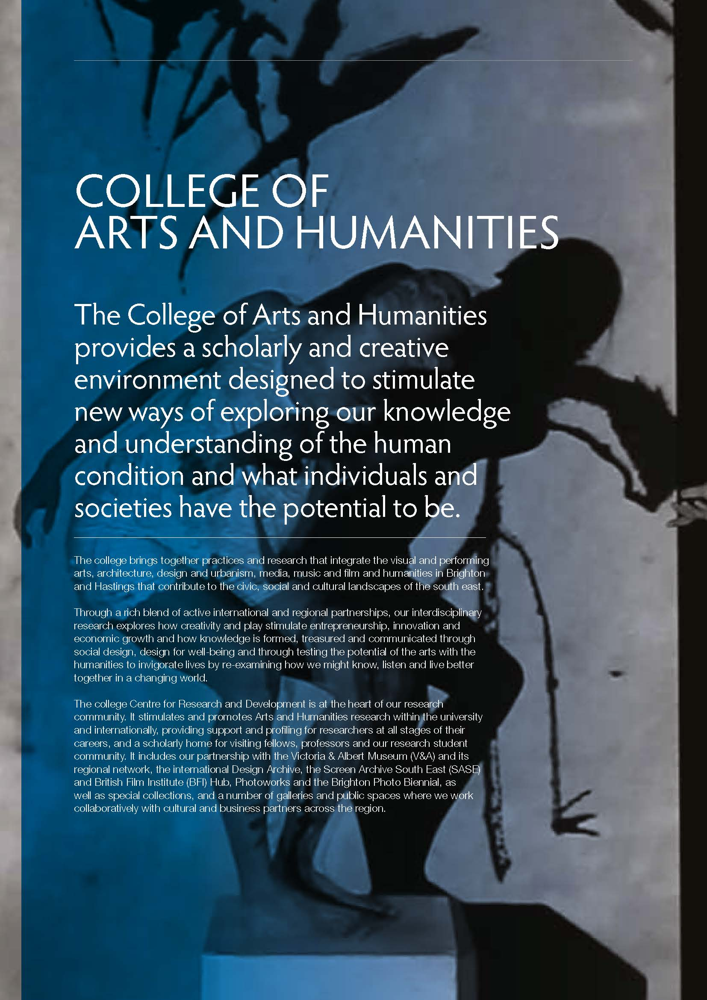 COLLEGE OF
ARTS AND HUMANITIES
The College of Arts and Humanities
provides a scholarly and creative
environment designed to stimulate
new ways of exploring our knowledge
and understanding of the human
condition and what individuals and
societies have the potential to be.
The college brings together practices and research that integrate the visual and performing
arts, architecture, design and urbanism, media, music and film and humanities in Brighton
and Hastings that contribute to the civic, social and cultural landscapes of the south east.
Through a rich blend of active international and regional partnerships, our interdisciplinary
research explores how creativity and play stimulate entrepreneurship, innovation and
economic growth and how knowledge is formed, treasured and communicated through
social design, design for well-being and through testing the potential of the arts with the
humanities to invigorate lives by re-examining how we might know, listen and live better
together in a changing world.
The college Centre for Research and Development is at the heart of our research
community. It stimulates and promotes Arts and Humanities research within the university
and internationally, providing support and profiling for researchers at all stages of their
careers, and a scholarly home for visiting fellows, professors and our research student
community. It includes our partnership with the Victoria & Albert Museum (V&A) and its
regional network, the international Design Archive, the Screen Archive South East (SASE)
and British Film Institute (BFI) Hub, Photoworks and the Brighton Photo Biennial, as
well as special collections, and a number of galleries and public spaces where we work
collaboratively with cultural and business partners across the region.